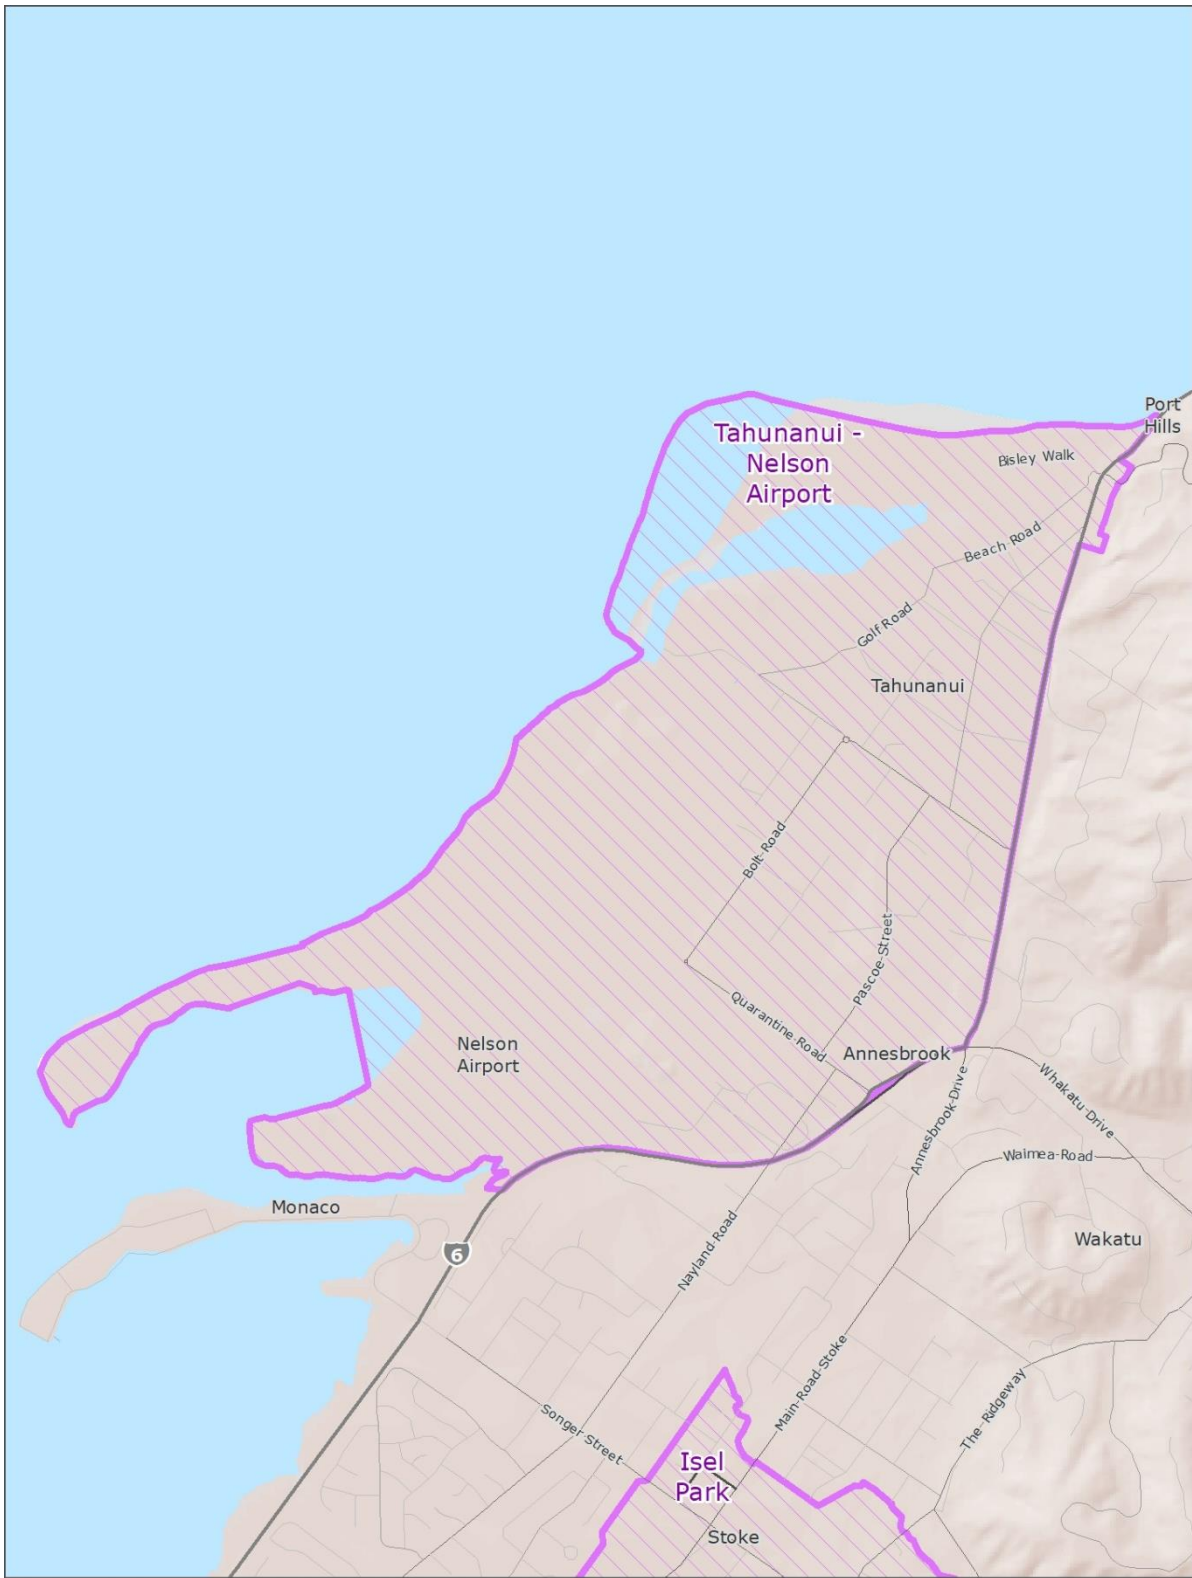 Port
Hills
Tahunanui -
Nelson
Airport
Bisley Walk
Beach Road
Golf Road
Tahunanui
Bolt Road
Pascoe Street
Quarantine Road
Nelson
Airport
Annesbrook
Annesbrook Drive
Whakatu Drive
Waimea Road
Monaco
6
Nayland Road
Wakatu
Main Road Stoke
The Ridgeway
Songer Street
Isel
Park
Stoke